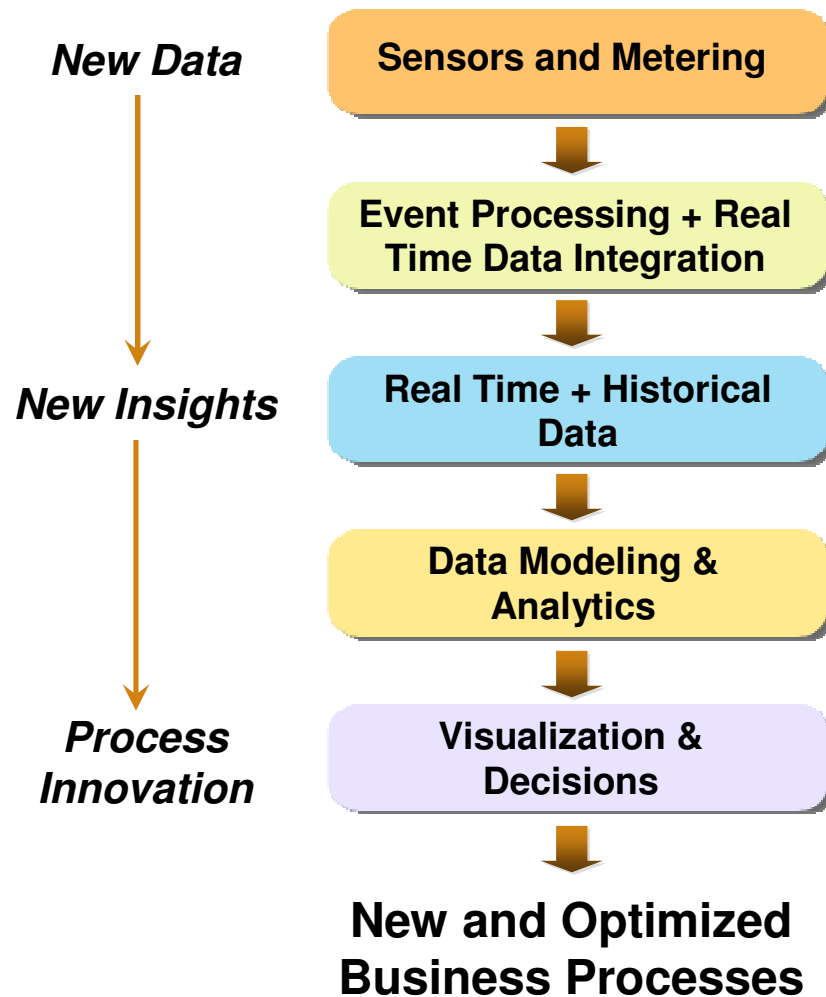 New Data
Sensors and Metering
Event Processing + Real
Time Data Integration
New Insights
Real Time + Historical
Data
Data Modeling &
Analytics
Process
Innovation
Visualization &
Decisions
New and Optimized
Business Processes